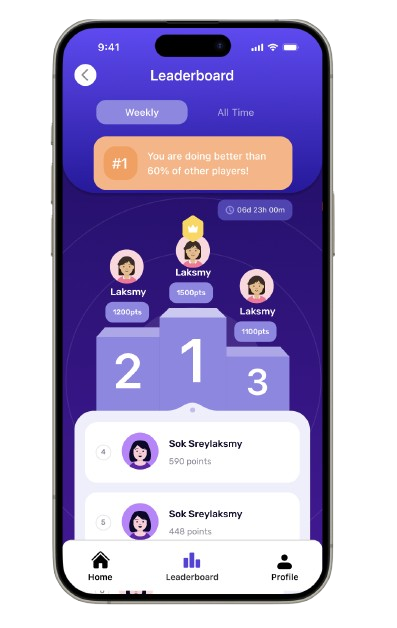 9:41
Leaderboard
Weekly
All Time
#1
You are doing better than
60% of other players!
06d 23h 00m
Laksmy
1500pts
Laksmy
1200pts
Laksmy
1100pts
2
1
3
4
Sok Sreylaksmy
590 points
5
Sok Sreylaksmy
448 points
Home
Leaderboard
Profile